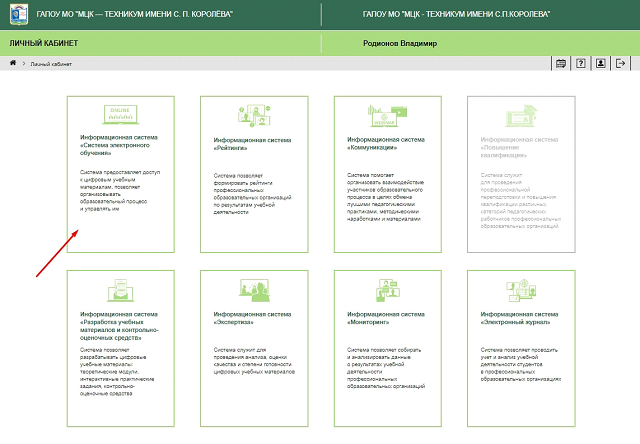 ГАПОУ МО "МЦК — ТЕХНИКУМ ИМЕНИ С. П. КОРОЛЁВА"
ГАПОУ МО "МЦК - ТЕХНИКУМ ИМЕНИ С.П.КОРОЛЕВА"
ЛИЧНЫЙ КАБИНЕТ
Родионов Владимир
Личный кабинет
ONLINE
Информационная система
«Система электронного
обучения»
Система предоставляет доступ
к цифровым учебным
материалам, позволяет
организовывать
образовательный процесс
и управлять им
Информационная система
«Рейтинги»
Система позволяет
формировать рейтинги
профессиональных
образовательных организаций
по результатам учебной
деятельности
WEBINAR
Информационная система
«Коммуникации»
Система помогает
организовать взаимодействие
участников образовательного
процесса в целях обмена
лучшими педагогическими
практиками, методическими
наработками и материалами
Информационная система
«Повышение
квалификации»
Система служит
для проведения
профессиональной
переподготовки и повышения
квалификации различных
категорий педагогических
работников профессиональных
образовательных организаций
Информационная система
«Разработка учебных
материалов и контрольно-
оценочных средств»
Система позволяет
разрабатывать цифровые
учебные материалы:
теоретические модули,
интерактивные практические
задания, контрольно-
оценочные средства
Информационная система
«Экспертиза»
Система служит для
проведения анализа, оценки
качества и степени готовности
цифровых учебных материалов
Информационная система
«Мониторинг»
Система позволяет собирать
и анализировать данные
о результатах учебной
деятельности
профессиональных
образовательных организаций
Информационная система
«Электронный журнал»
Система позволяет проводить
учет и анализ учебной
деятельности студентов
в профессиональных
образовательных организациях